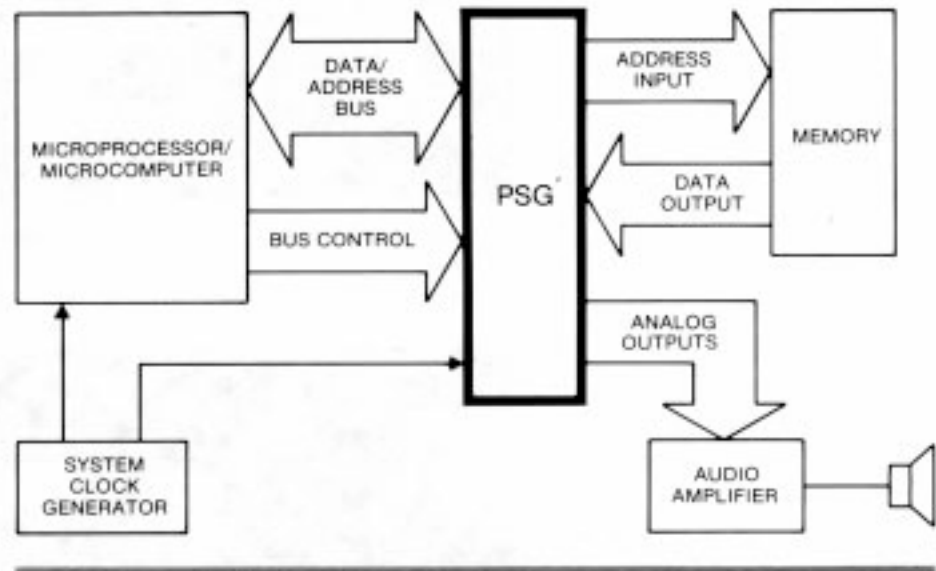 MICROPROCESSOR/
MICROCOMPUTER
DATA/
ADDRESS
BUS
BUS CONTROL
PSG
ADDRESS
INPUT
MEMORY
DATA
OUTPUT
ANALOG
OUTPUTS
SYSTEM
CLOCK
GENERATOR
AUDIO
AMPLIFIER